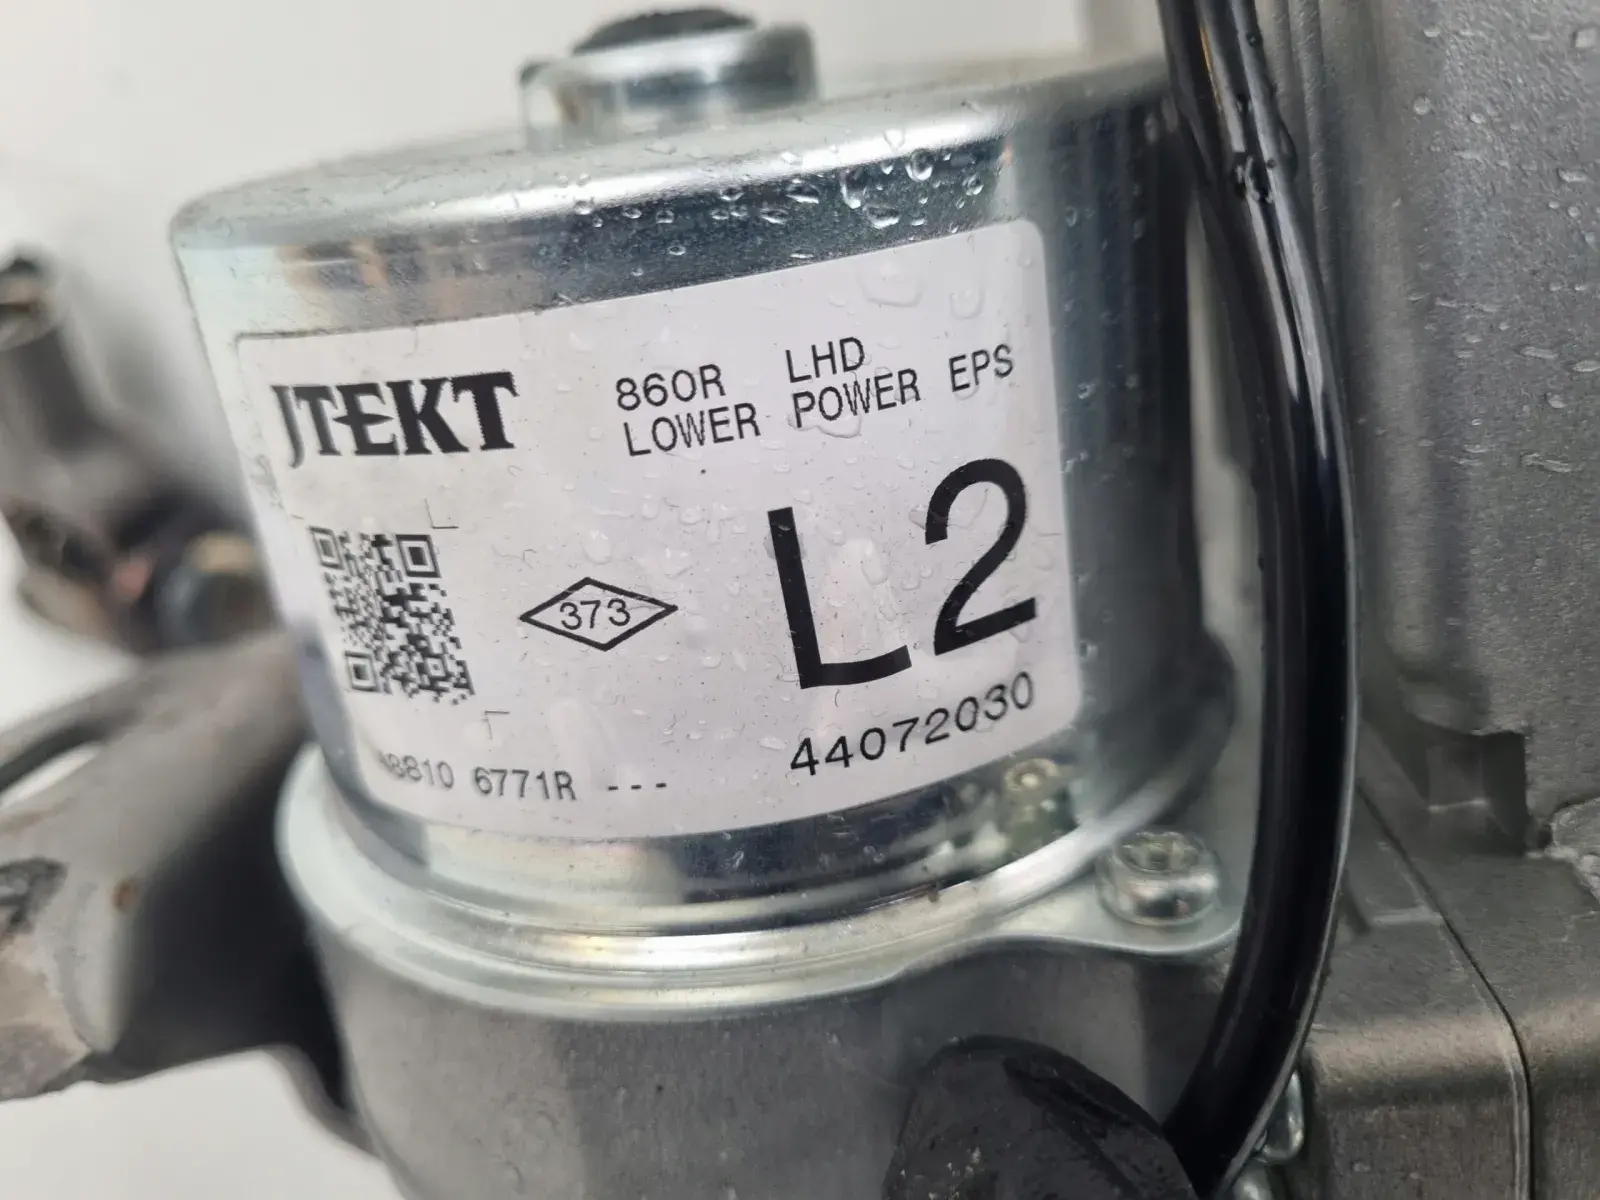 JTEKT
860R LHD
LOWER POWER EPS
L2
373
6771R ---
44072030